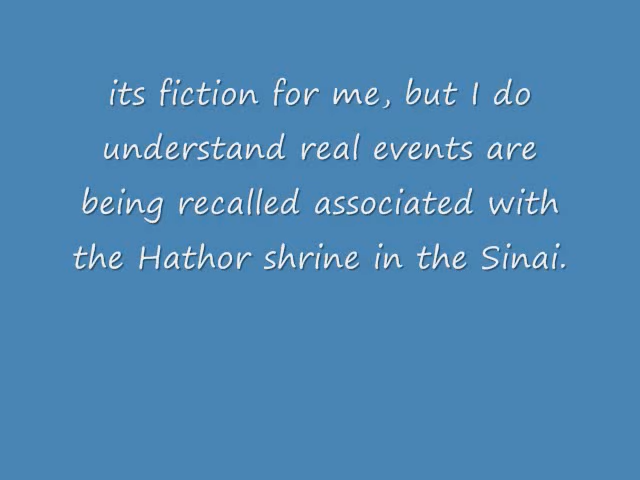 its fiction for me, but I do
understand real events are
being recalled associated with
the Hathor shrine in the Sinai.